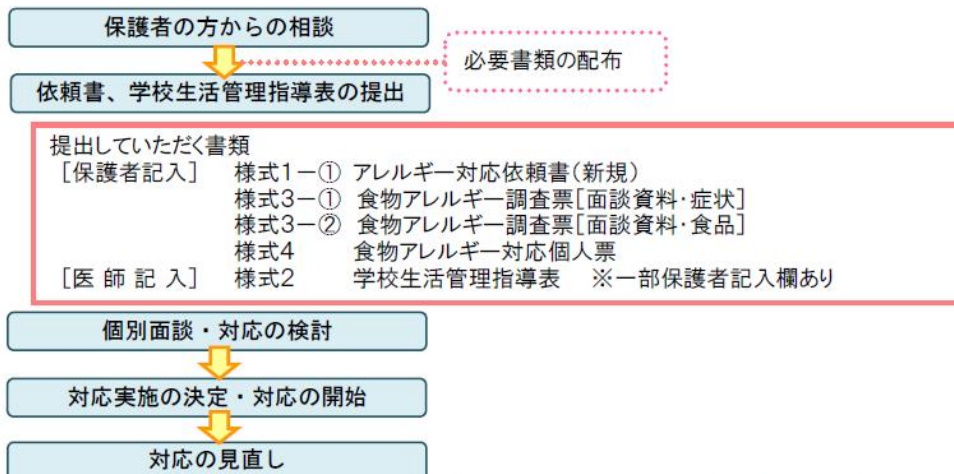 保護者の方からの相談
必要書類の配布
依頼書、学校生活管理指導表の提出
提出していただく書類
[保護者記入] 様式1-① アレルギー対応依頼書(新規)
様式3-① 食物アレルギー調査票[面談資料・症状]
様式3-② 食物アレルギー調査票[面談資料・食品]
様式4 食物アレルギー対応個人票
[医師記入] 様式2 学校生活管理指導表 ※一部保護者記入欄あり
個別面談・対応の検討
対応実施の決定・対応の開始
対応の見直し